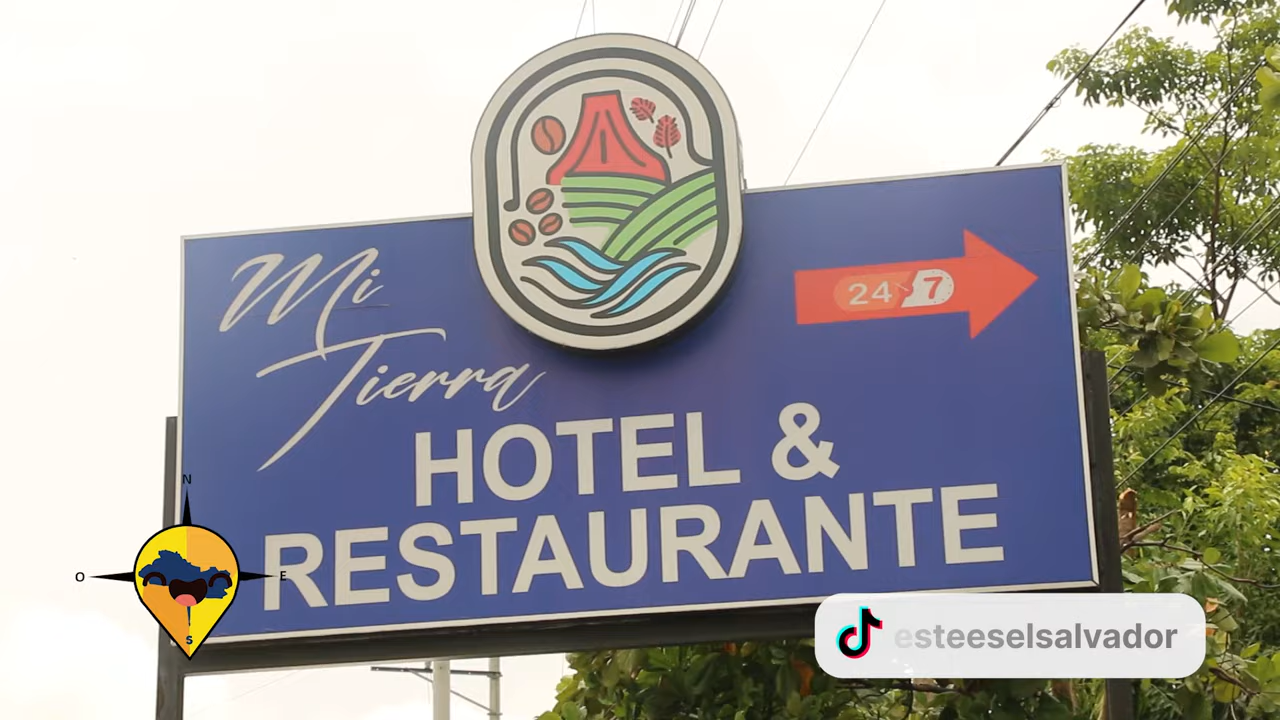 Mi
Tierra
24/7
HOTEL &
RESTAURANTE
N
O
E
S
esteeselsalvador